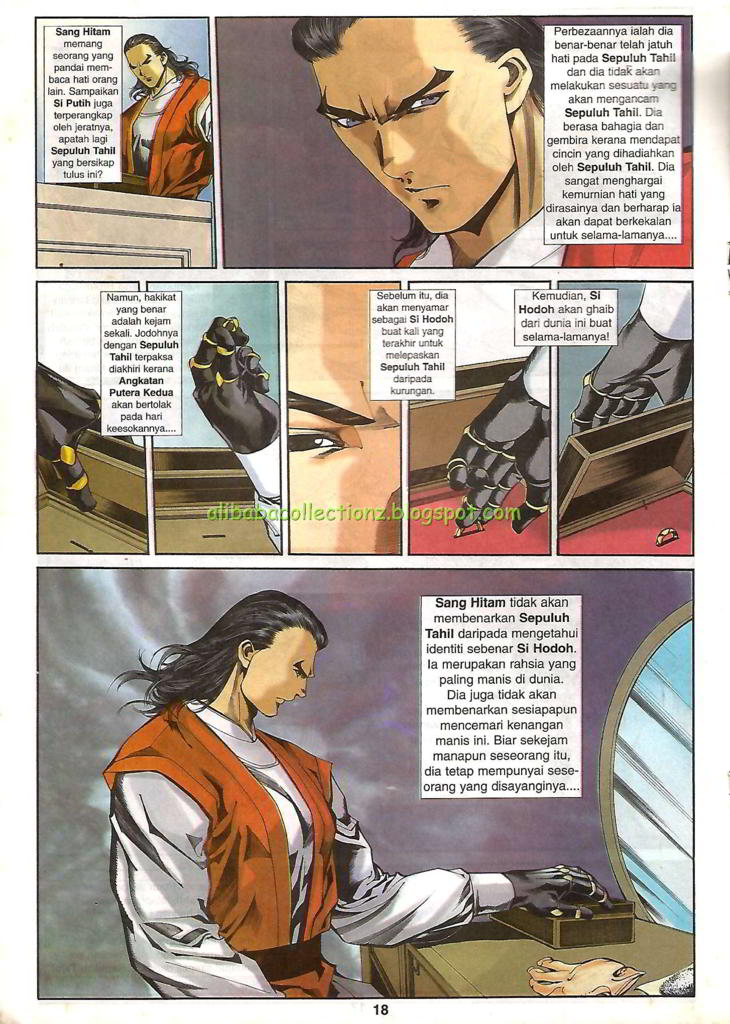 Sang Hitam
memang
seorang yang
pandai mem-
baca hati orang
lain. Sampaikan
Si Putih juga
terperangkap
oleh jeratnya,
apatah lagi
Sepuluh Tahil
yang bersikap
tulus ini?
Perbezaannya ialah dia
benar-benar telah jatuh
hati pada Sepuluh Tahil
dan dia tidak akan
melakukan sesuatu yang
akan mengancam
Sepuluh Tahil. Dia
berasa bahagia dan
gembira kerana mendapat
cincin yang dihadiahkan
oleh Sepuluh Tahil. Dia
sangat menghargai
kemurnian hati yang
dirasainya dan berharap ia
akan dapat berkekalan
untuk selama-lamanya....
Namun, hakikat
yang benar
adalah kejam
sekali. Jodohnya
dengan Sepuluh
Tahil terpaksa
diakhiri kerana
Angkatan
Putera Kedua
akan bertolak
pada hari
keesokannya....
Sebelum itu, dia
akan menyamar
sebagai Si Hodoh
buat kali yang
terakhir untuk
melepaskan
Sepuluh Tahil
daripada
kurungan.
Kemudian, Si
Hodoh akan ghaib
dari dunia ini buat
selama-lamanya!
alibabacollectionz.blogspot.com
Sang Hitam tidak akan
membenarkan Sepuluh
Tahil daripada mengetahui
identiti sebenar Si Hodoh.
Ia merupakan rahsia yang
paling manis di dunia.
Dia juga tidak akan
membenarkan sesiapapun
mencemari kenangan
manis ini. Biar sekejam
manapun seseorang itu,
dia tetap mempunyai sese-
orang yang disayanginya....
18